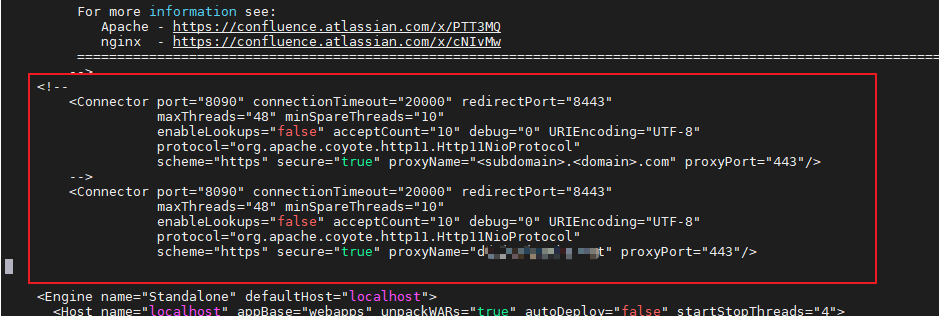 For more information see:
Apache - https://confluence.atlassian.com/x/PTT3MQ
nginx  - https://confluence.atlassian.com/x/cNIvMw
==============================================================================================================
-->
<!--
<Connector port="8090" connectionTimeout="20000" redirectPort="8443"
maxThreads="48" minSpareThreads="10"
enableLookups="false" acceptCount="10" debug="0" URIEncoding="UTF-8"
protocol="org.apache.coyote.http11.Http11NioProtocol"
scheme="https" secure="true" proxyName="<subdomain>.<domain>.com" proxyPort="443"/>
-->
<Connector port="8090" connectionTimeout="20000" redirectPort="8443"
maxThreads="48" minSpareThreads="10"
enableLookups="false" acceptCount="10" debug="0" URIEncoding="UTF-8"
protocol="org.apache.coyote.http11.Http11NioProtocol"
scheme="https" secure="true" proxyName= proxyPort="443"/>
<Engine name="Standalone" defaultHost="localhost">
<Host name="localhost" appBase="webapps" unpackWARs="true" autoDeploy="false" startStopThreads="4">